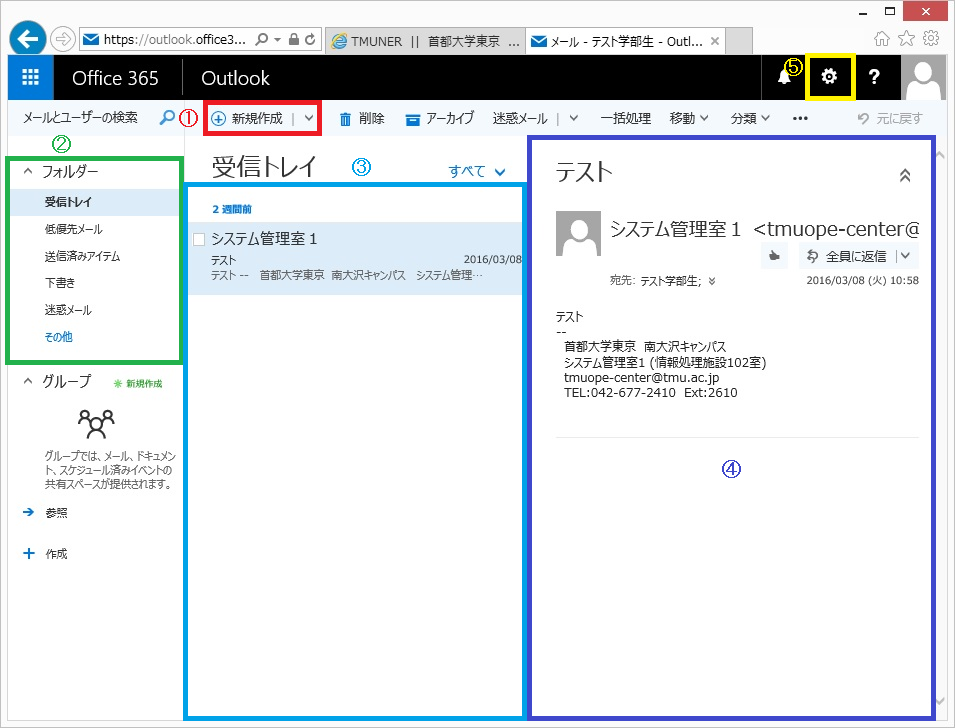 https://outlook.office3...
TMUNER || 首都大学東京 ...
メール - テスト学部生 - Outl...
Office 365
Outlook
⑤
?
メールとユーザーの検索
①
新規作成
削除
アーカイブ
迷惑メール
一括処理
移動
分類
•••
元に戻す
②
フォルダー
受信トレイ
低優先メール
送信済みアイテム
下書き
迷惑メール
その他
グループ
新規作成
グループでは、メール、ドキュメン
ト、スケジュール済みイベントの
共有スペースが提供されます。
参照
作成
受信トレイ
③
すべて
2 週間前
システム管理室 1
テスト
2016/03/08
テスト -- 首都大学東京 南大沢キャンパス システム管理…
テスト
システム管理室 1 <tmuope-center@
全員に返信
宛先: テスト学部生;
2016/03/08 (火) 10:58
テスト
--
首都大学東京 南大沢キャンパス
システム管理室1 (情報処理施設102室)
tmuope-center@tmu.ac.jp
TEL:042-677-2410 Ext:2610
④